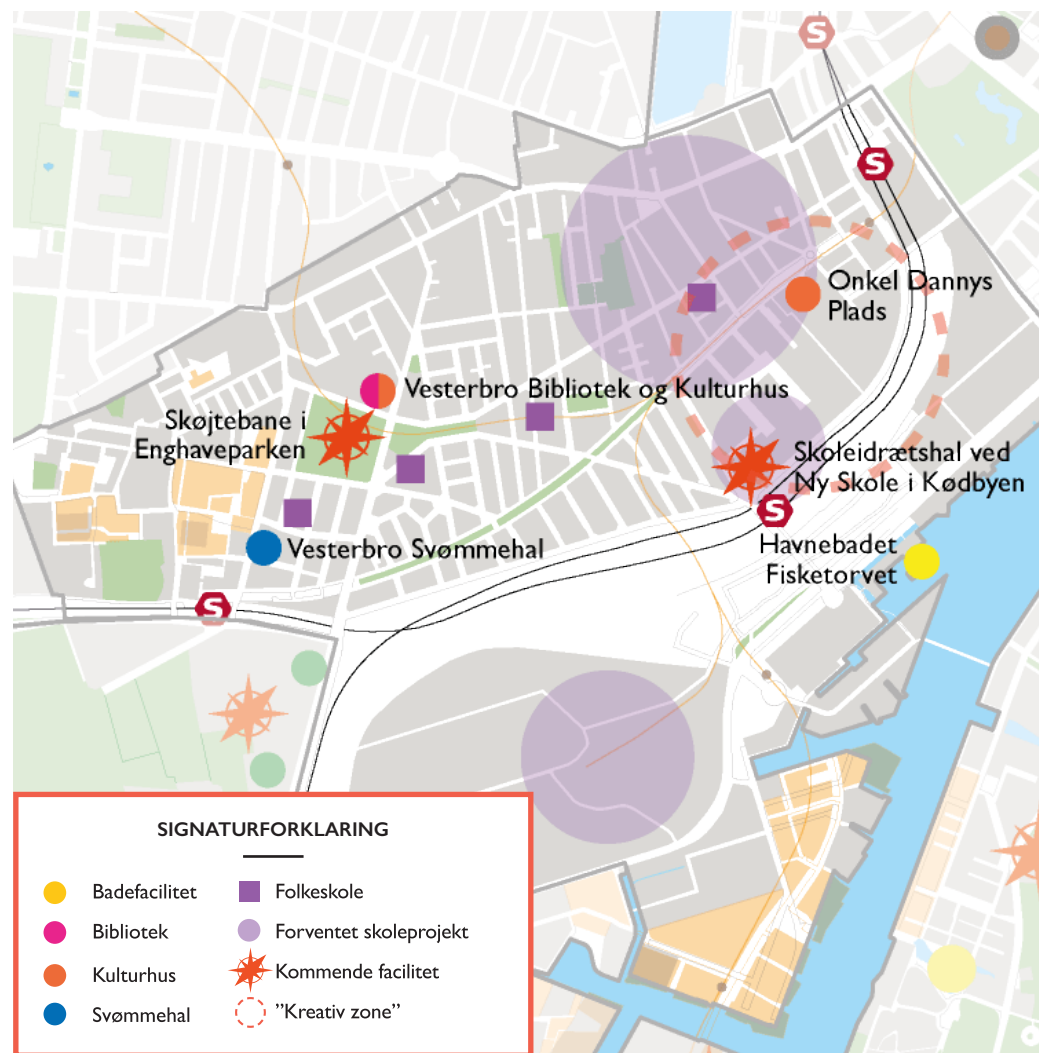 S
S
Onkel Dannys
Plads
Vesterbro Bibliotek og Kulturhus
Skøjtebane i
Enghaveparken
Skoleidrætshal ved
Ny Skole i Kødbyen
S
Vesterbro Svømmehal
Havnebadet
Fisketorvet
S
SIGNATURFORKLARING
Badefacilitet
Bibliotek
Kulturhus
Svømmehal
Folkeskole
Forventet skoleprojekt
Kommende facilitet
”Kreativ zone”